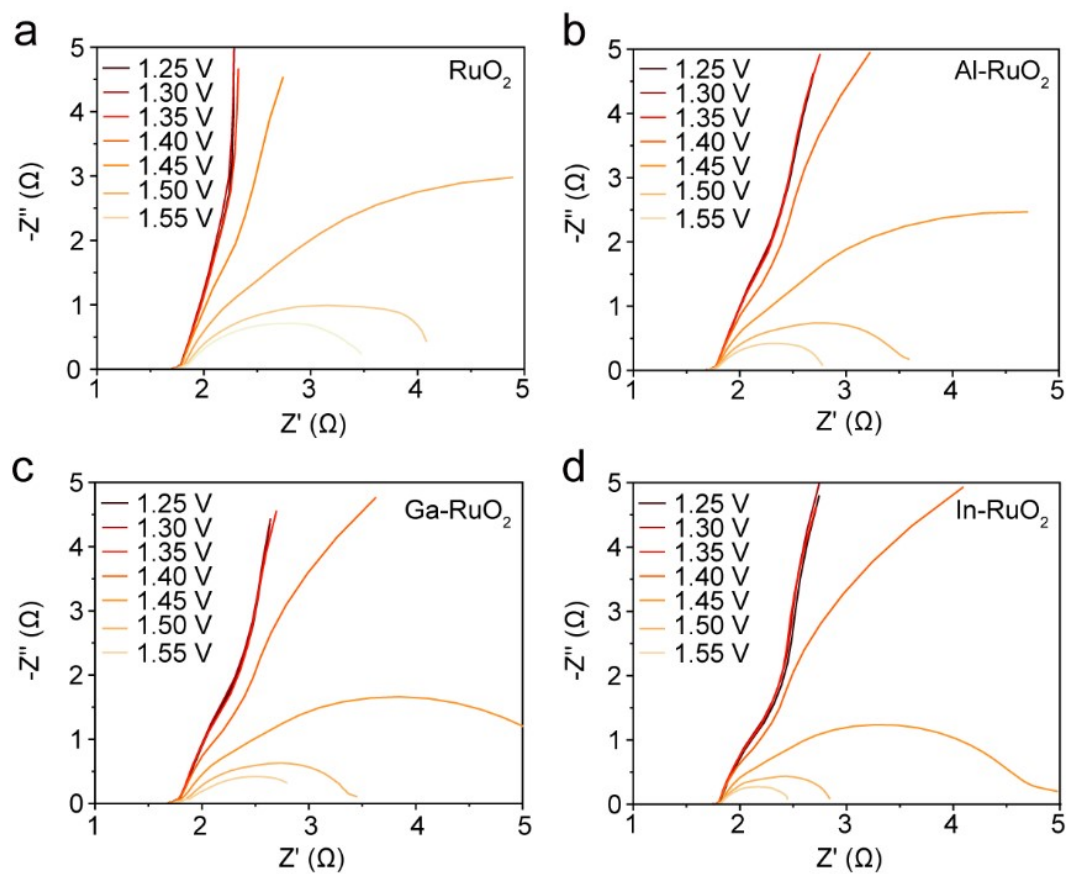 a
5
4
3
2
1
0
-Z" (Ω)
1.25 V
1.30 V
1.35 V
1.40 V
1.45 V
1.50 V
1.55 V
RuO₂
1 2 3 4 5
Z' (Ω)
b
5
4
3
2
1
0
-Z" (Ω)
1.25 V
1.30 V
1.35 V
1.40 V
1.45 V
1.50 V
1.55 V
Al-RuO₂
1 2 3 4 5
Z' (Ω)
c
5
4
3
2
1
0
-Z" (Ω)
1.25 V
1.30 V
1.35 V
1.40 V
1.45 V
1.50 V
1.55 V
Ga-RuO₂
1 2 3 4 5
Z' (Ω)
d
5
4
3
2
1
0
-Z" (Ω)
1.25 V
1.30 V
1.35 V
1.40 V
1.45 V
1.50 V
1.55 V
In-RuO₂
1 2 3 4 5
Z' (Ω)